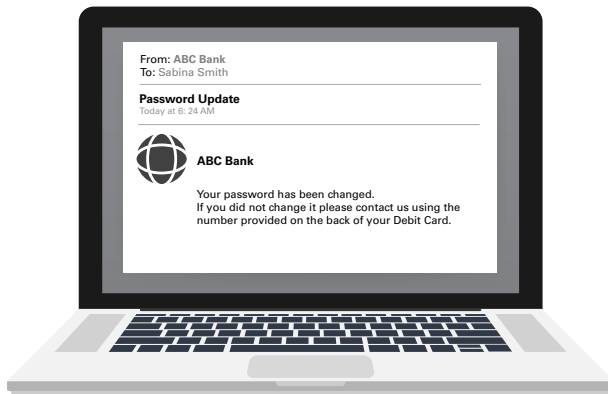 From: ABC Bank
To: Sabina Smith
Password Update
Today at 6: 24 AM
ABC Bank
Your password has been changed.
If you did not change it please contact us using the
number provided on the back of your Debit Card.